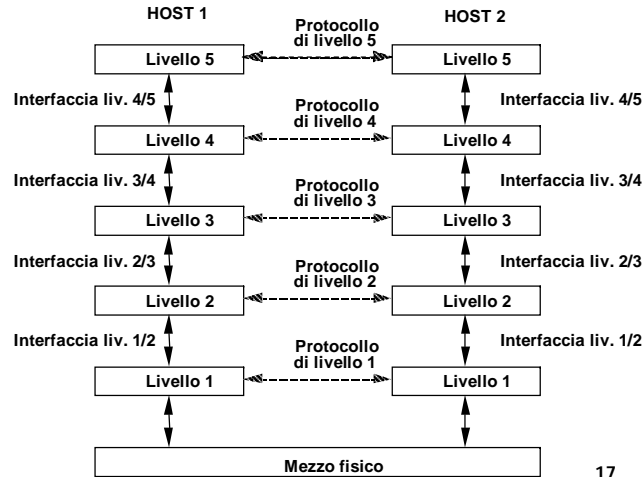 HOST 1
HOST 2
Protocollo
di livello 5
Livello 5
Livello 5
Interfaccia liv. 4/5
Interfaccia liv. 4/5
Protocollo
di livello 4
Livello 4
Livello 4
Interfaccia liv. 3/4
Interfaccia liv. 3/4
Protocollo
di livello 3
Livello 3
Livello 3
Interfaccia liv. 2/3
Interfaccia liv. 2/3
Protocollo
di livello 2
Livello 2
Livello 2
Interfaccia liv. 1/2
Interfaccia liv. 1/2
Protocollo
di livello 1
Livello 1
Livello 1
Mezzo fisico
17